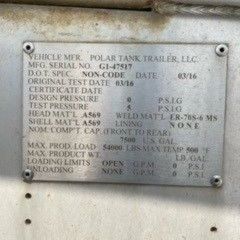 VEHICLE MFR. POLAR TANK TRAILER, LLC.
MFG. SERIAL NO. G1-47517
D.O.T. SPEC. NON-CODE DATE 03/16
ORIGINAL TEST DATE 03/16
CERTIFICATE DATE
DESIGN PRESSURE 0 P.S.I.G
TEST PRESSURE 5 P.S.I.G
HEAD MAT'L A569 WELD MAT'L ER-70S-6 MS
SHELL MAT'L A569 LINING NONE
NOM. COMP'T. CAP. (FRONT TO REAR)
7500 U.S. GAL.
MAX. PROD. LOAD 54000 LBS MAX TEMP 500 °F
MAX. PRODUCT WT. LB./GAL.
LOADING LIMITS OPEN G.P.M. 0 P.S.I.
UNLOADING NONE G.P.M. 0 P.S.I.